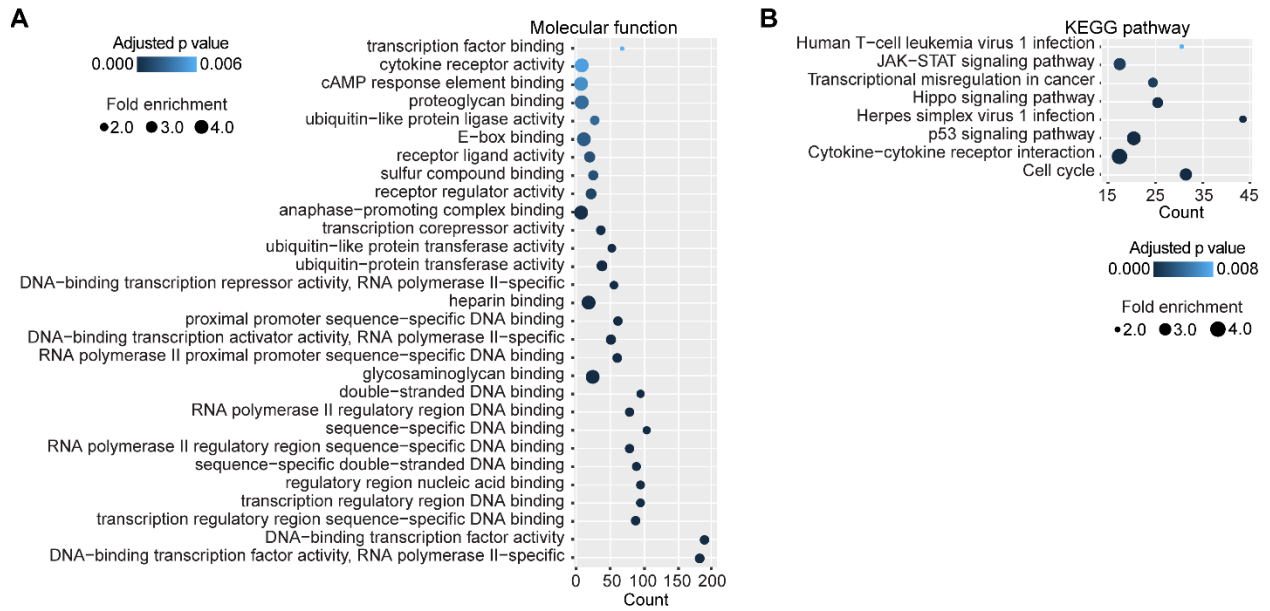 A
Molecular function
Adjusted p value
0.000 0.006
Fold enrichment
2.0 3.0 4.0
transcription factor binding
cytokine receptor activity
cAMP response element binding
proteoglycan binding
ubiquitin−like protein ligase activity
E−box binding
receptor ligand activity
sulfur compound binding
receptor regulator activity
anaphase−promoting complex binding
transcription corepressor activity
ubiquitin−like protein transferase activity
ubiquitin−protein transferase activity
DNA−binding transcription repressor activity, RNA polymerase II−specific
heparin binding
proximal promoter sequence−specific DNA binding
DNA−binding transcription activator activity, RNA polymerase II−specific
RNA polymerase II proximal promoter sequence−specific DNA binding
glycosaminoglycan binding
double−stranded DNA binding
RNA polymerase II regulatory region DNA binding
sequence−specific DNA binding
RNA polymerase II regulatory region sequence−specific DNA binding
sequence−specific double−stranded DNA binding
regulatory region nucleic acid binding
transcription regulatory region DNA binding
transcription regulatory region sequence−specific DNA binding
DNA−binding transcription factor activity
DNA−binding transcription factor activity, RNA polymerase II−specific
0 50 100 150 200
Count
B
KEGG pathway
Human T−cell leukemia virus 1 infection
JAK−STAT signaling pathway
Transcriptional misregulation in cancer
Hippo signaling pathway
Herpes simplex virus 1 infection
p53 signaling pathway
Cytokine−cytokine receptor interaction
Cell cycle
15 25 35 45
Count
Adjusted p value
0.000 0.008
Fold enrichment
2.0 3.0 4.0